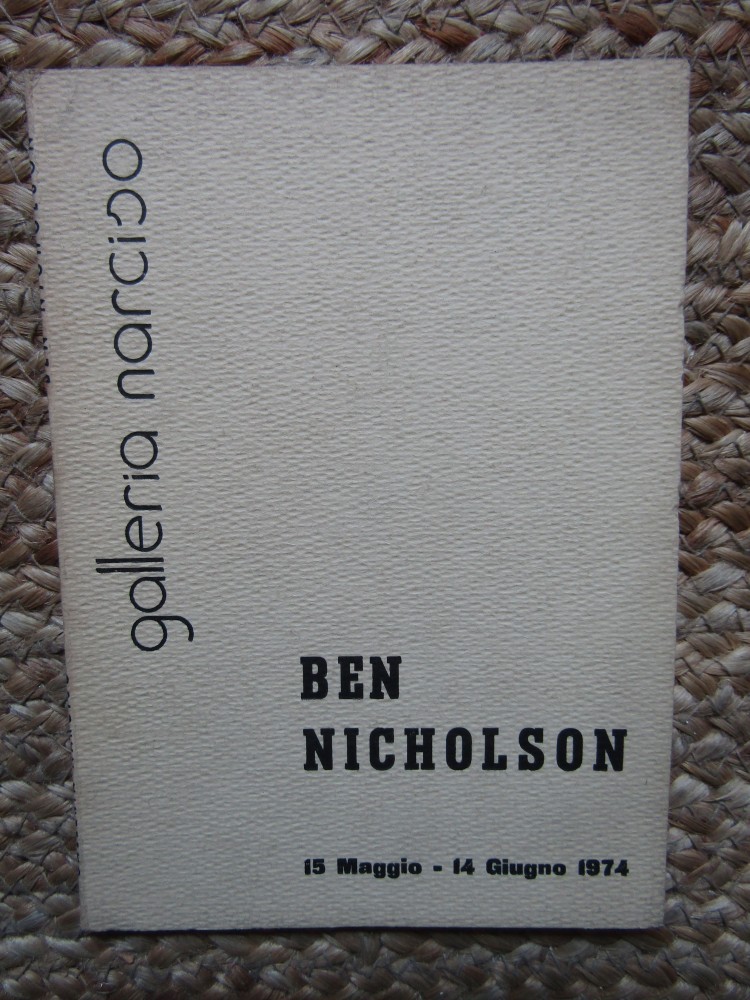 galleria narciso
BEN
NICHOLSON
15 Maggio - 14 Giugno 1974